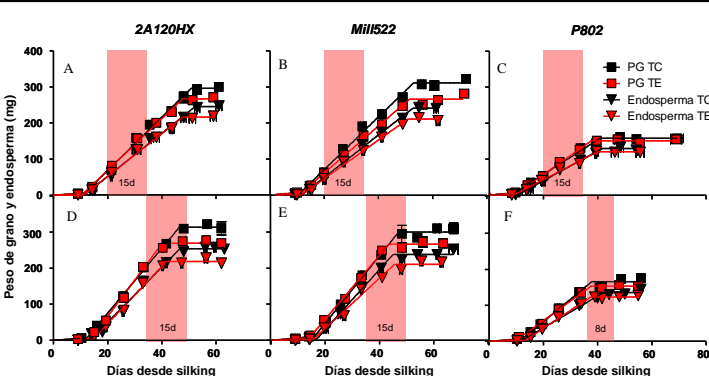 2A120HX Mill522 P802
Peso de grano y endosperma (mg)
400
300
200
100
0
A
15d
B
15d
C
15d
PG TC
PG TE
Endosperma TC
Endosperma TE
300
200
100
0
D
15d
E
15d
F
8d
0 20 40 60 0 20 40 60 0 20 40 60 80
Días desde silking Días desde silking Días desde silking